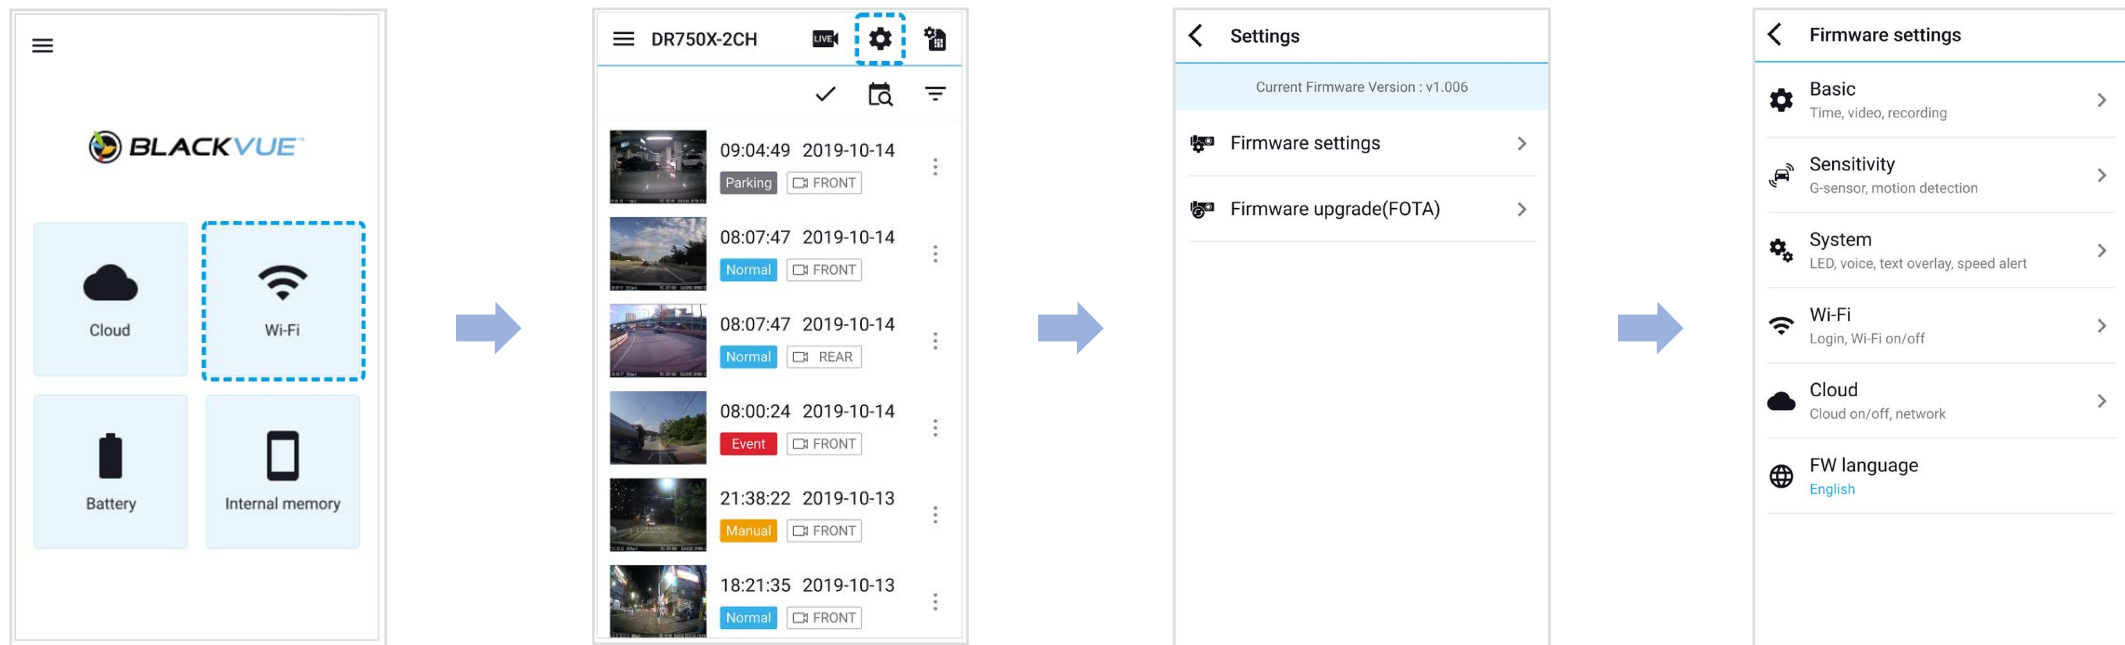 BLACKVUE™
Cloud
Wi-Fi
Battery
Internal memory
DR750X-2CH
LIVE
09:04:49 2019-10-14
Parking FRONT
08:07:47 2019-10-14
Normal FRONT
08:07:47 2019-10-14
Normal REAR
08:00:24 2019-10-14
Event FRONT
21:38:22 2019-10-13
Manual FRONT
18:21:35 2019-10-13
Normal FRONT
Settings
Current Firmware Version : v1.006
Firmware settings
Firmware upgrade(FOTA)
Firmware settings
Basic
Time, video, recording
Sensitivity
G-sensor, motion detection
System
LED, voice, text overlay, speed alert
Wi-Fi
Login, Wi-Fi on/off
Cloud
Cloud on/off, network
FW language
English